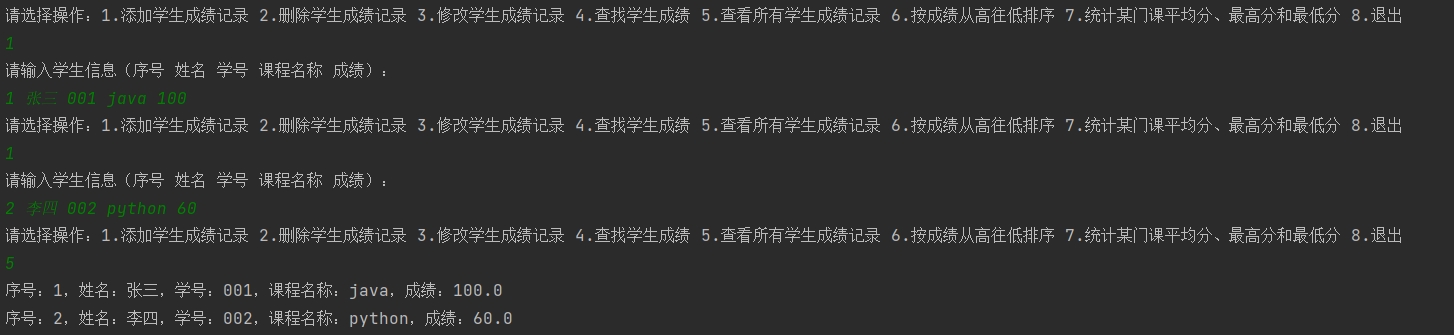 请选择操作：1.添加学生成绩记录 2.删除学生成绩记录 3.修改学生成绩记录 4.查找学生成绩 5.查看所有学生成绩记录 6.按成绩从高往低排序 7.统计某门课平均分、最高分和最低分 8.退出
1
请输入学生信息（序号 姓名 学号 课程名称 成绩）：
1 张三 001 java 100
请选择操作：1.添加学生成绩记录 2.删除学生成绩记录 3.修改学生成绩记录 4.查找学生成绩 5.查看所有学生成绩记录 6.按成绩从高往低排序 7.统计某门课平均分、最高分和最低分 8.退出
1
请输入学生信息（序号 姓名 学号 课程名称 成绩）：
2 李四 002 python 60
请选择操作：1.添加学生成绩记录 2.删除学生成绩记录 3.修改学生成绩记录 4.查找学生成绩 5.查看所有学生成绩记录 6.按成绩从高往低排序 7.统计某门课平均分、最高分和最低分 8.退出
5
序号：1，姓名：张三，学号：001，课程名称：java，成绩：100.0
序号：2，姓名：李四，学号：002，课程名称：python，成绩：60.0